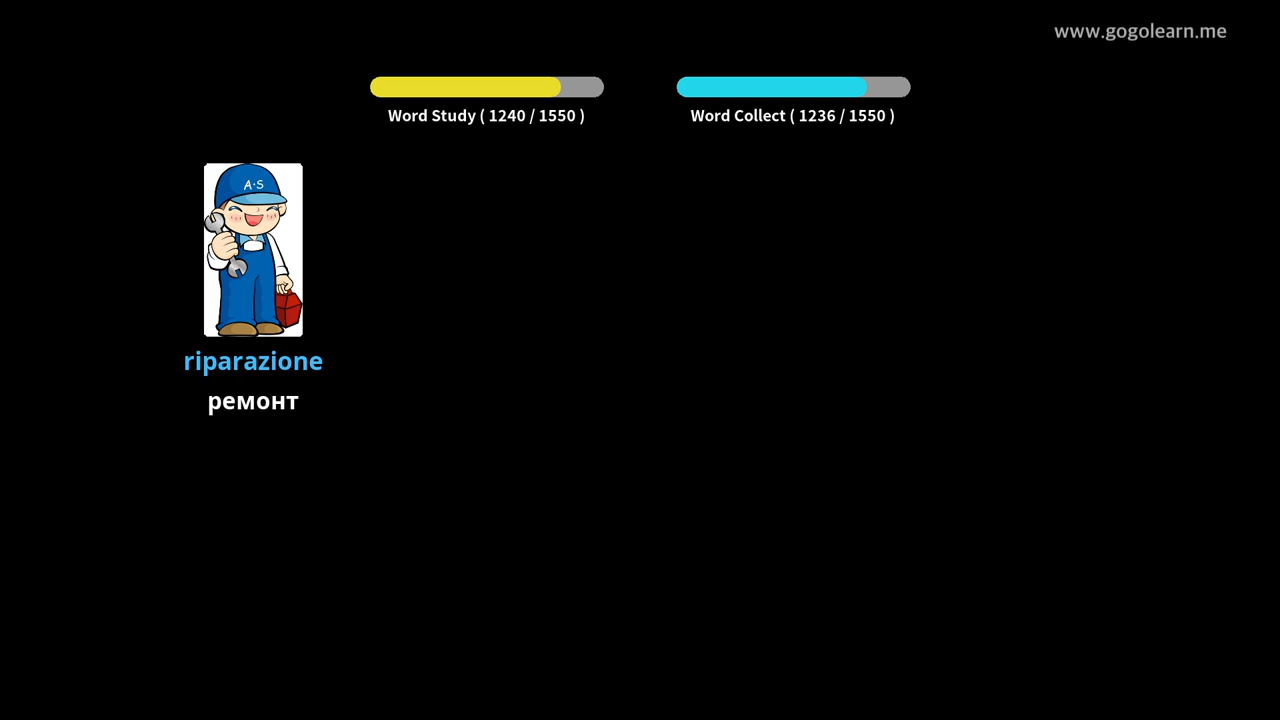 www.gogolearn.me
Word Study ( 1240 / 1550 )
Word Collect ( 1236 / 1550 )
A·S
riparazione
ремонт